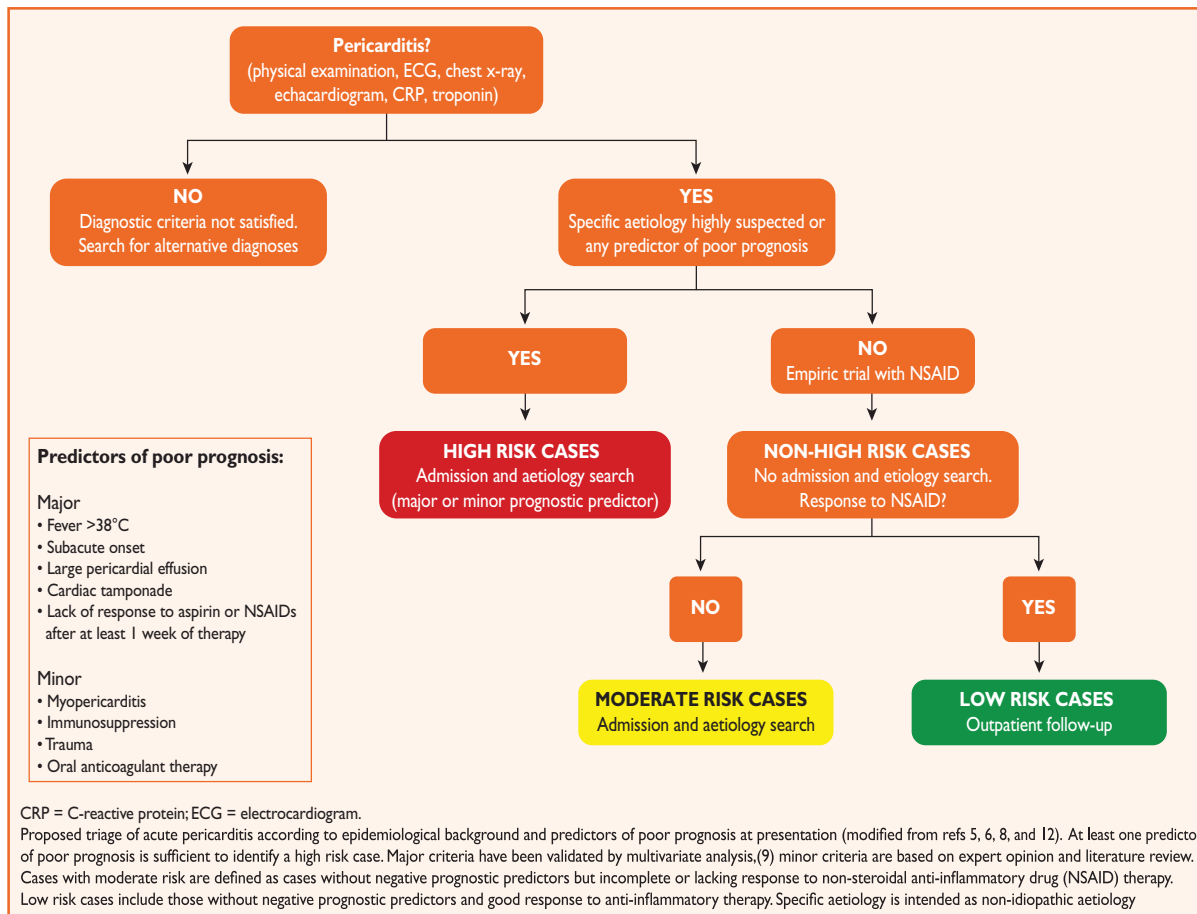 Pericarditis?
(physical examination, ECG, chest x-ray,
echacardiogram, CRP, troponin)
NO
Diagnostic criteria not satisfied.
Search for alternative diagnoses
YES
Specific aetiology highly suspected or
any predictor of poor prognosis
YES
NO
Empiric trial with NSAID
HIGH RISK CASES
Admission and aetiology search
(major or minor prognostic predictor)
NON-HIGH RISK CASES
No admission and etiology search.
Response to NSAID?
NO
YES
MODERATE RISK CASES
Admission and aetiology search
LOW RISK CASES
Outpatient follow-up
Predictors of poor prognosis:
Major
• Fever >38°C
• Subacute onset
• Large pericardial effusion
• Cardiac tamponade
• Lack of response to aspirin or NSAIDs
after at least 1 week of therapy
Minor
• Myopericarditis
• Immunosuppression
• Trauma
• Oral anticoagulant therapy
CRP = C-reactive protein; ECG = electrocardiogram.
Proposed triage of acute pericarditis according to epidemiological background and predictors of poor prognosis at presentation (modified from refs 5, 6, 8, and 12). At least one predicto
of poor prognosis is sufficient to identify a high risk case. Major criteria have been validated by multivariate analysis,(9) minor criteria are based on expert opinion and literature review.
Cases with moderate risk are defined as cases without negative prognostic predictors but incomplete or lacking response to non-steroidal anti-inflammatory drug (NSAID) therapy.
Low risk cases include those without negative prognostic predictors and good response to anti-inflammatory therapy. Specific aetiology is intended as non-idiopathic aetiology